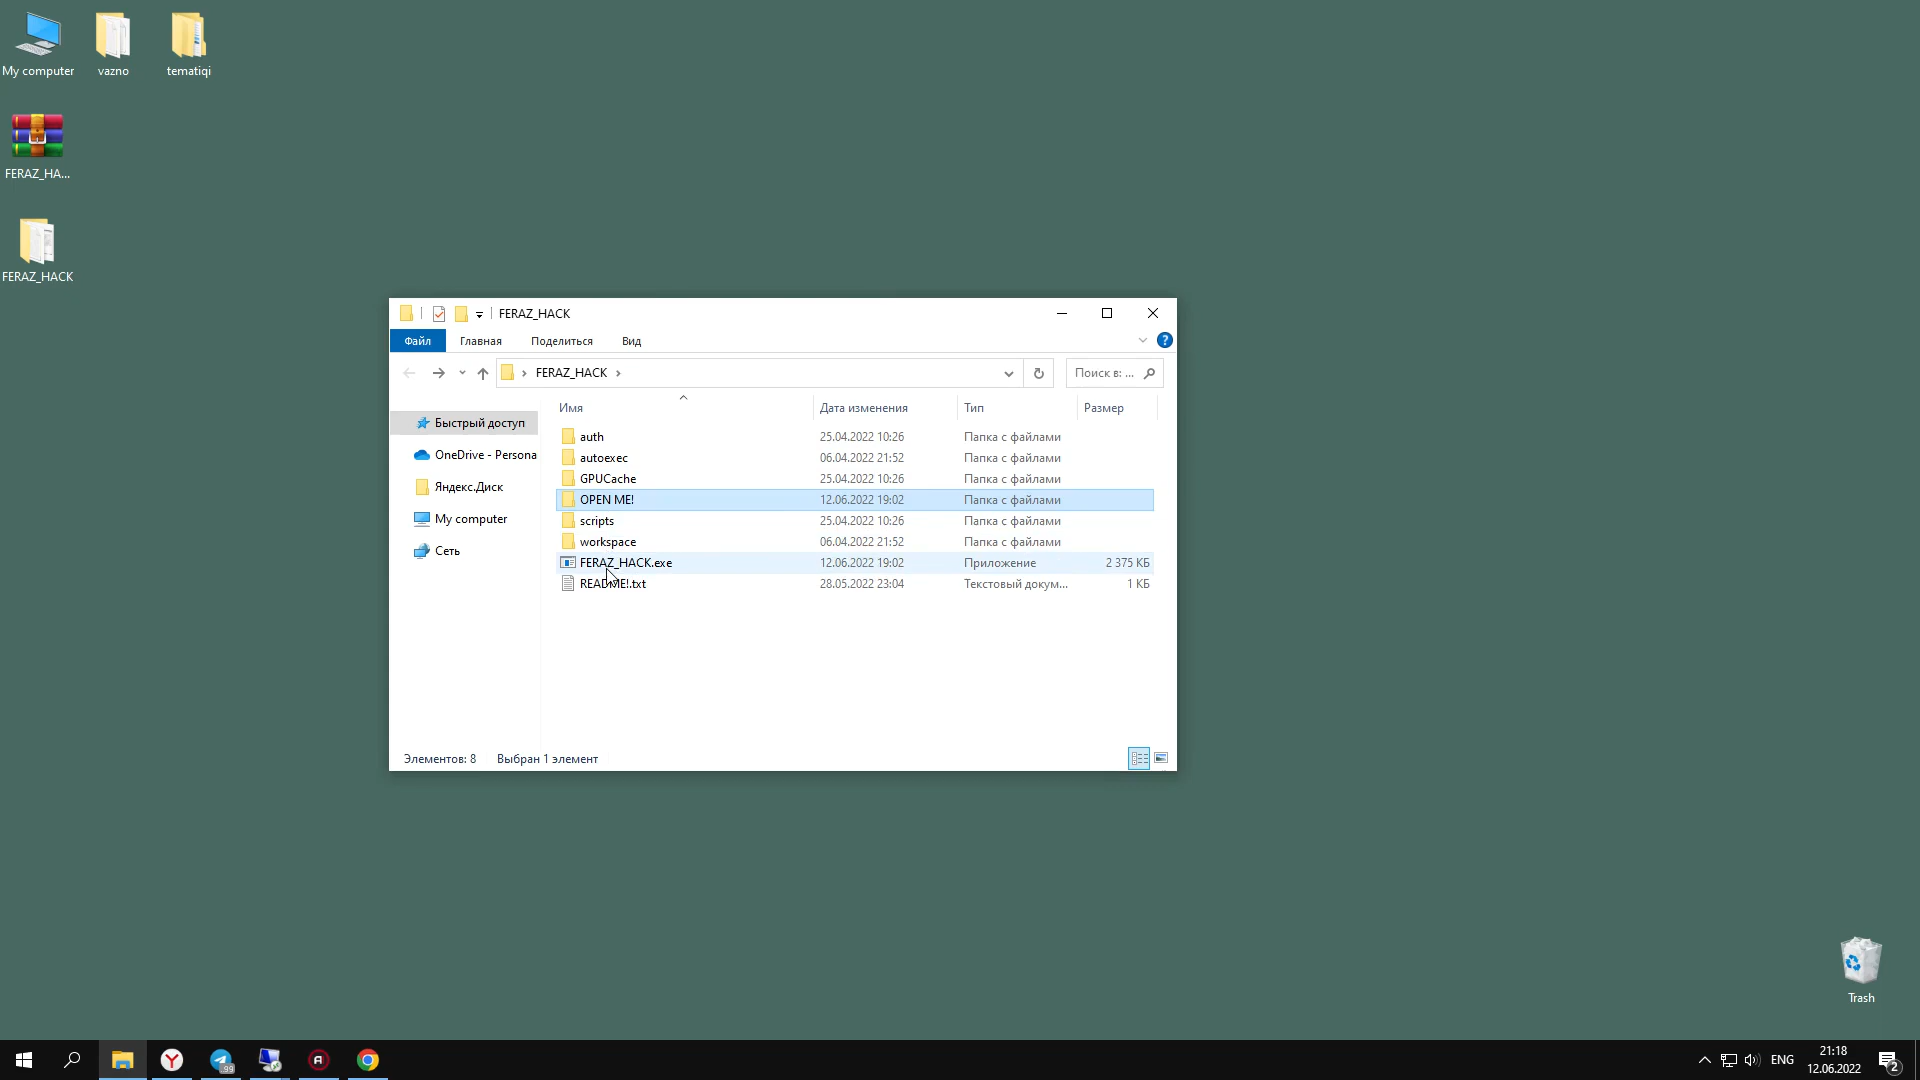 My computer
vazno
tematiqi
FERAZ_HA...
FERAZ_HACK
FERAZ_HACK
Файл
Главная
Поделиться
Вид
FERAZ_HACK
Поиск в: ...
Имя
Дата изменения
Тип
Размер
Быстрый доступ
OneDrive - Persona
Яндекс.Диск
My computer
Сеть
auth 25.04.2022 10:26 Папка с файлами
autoexec 06.04.2022 21:52 Папка с файлами
GPUCache 25.04.2022 10:26 Папка с файлами
OPEN ME! 12.06.2022 19:02 Папка с файлами
scripts 25.04.2022 10:26 Папка с файлами
workspace 06.04.2022 21:52 Папка с файлами
FERAZ_HACK.exe 12.06.2022 19:02 Приложение 2 375 КБ
README!.txt 28.05.2022 23:04 Текстовый докум... 1 КБ
Элементов: 8
Выбран 1 элемент
Trash
99
ENG
21:18
12.06.2022
2